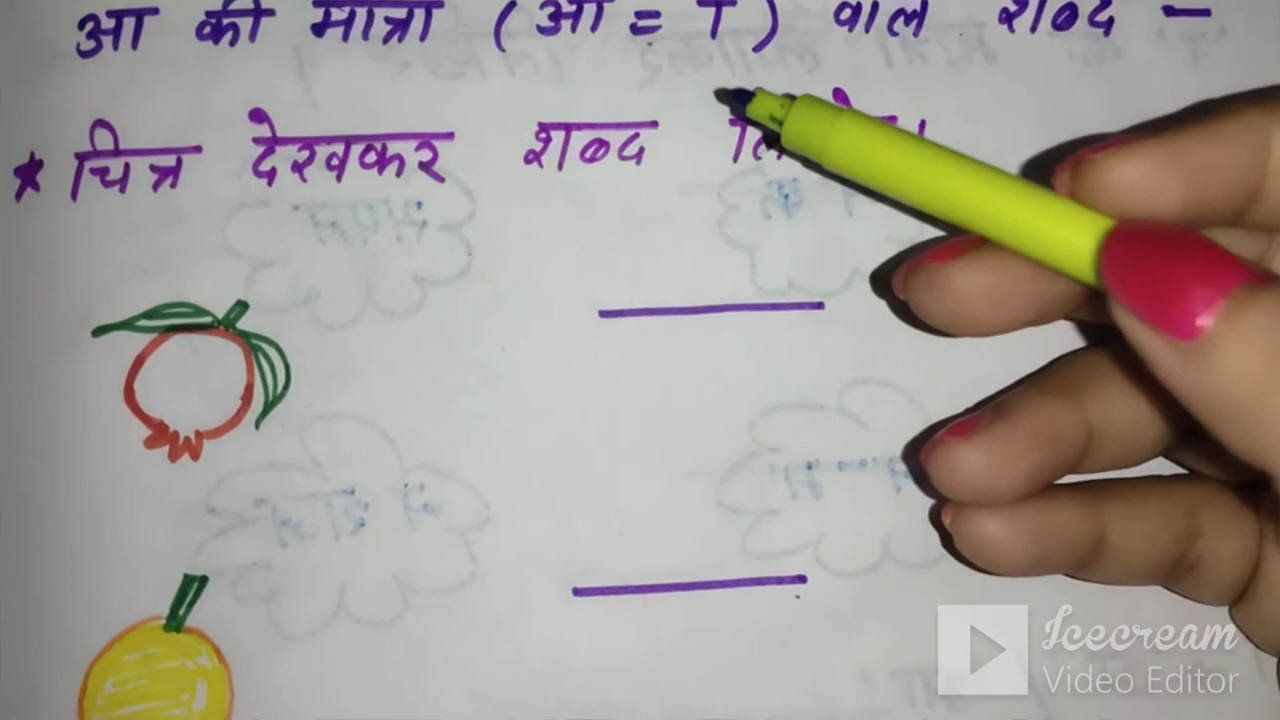 आ की मात्रा ( आ = ा ) वाले शब्द -
* चित्र देखकर शब्द
Icecream
Video Editor